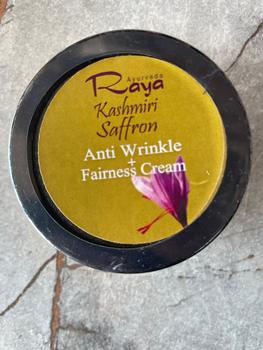 Ayurveda
Raya
Kashmiri
Saffron
Anti Wrinkle
+
Fairness Cream